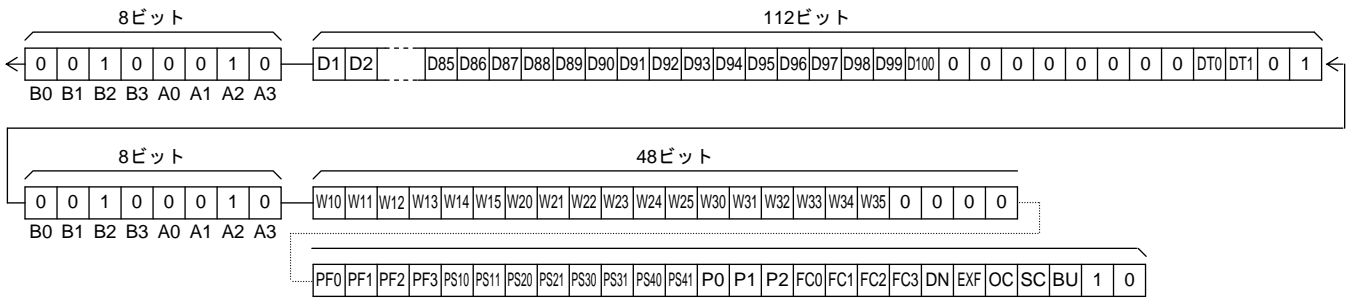 8ビット 112ビット
0 0 1 0 0 0 1 0 D1 D2 D85 D86 D87 D88 D89 D90 D91 D92 D93 D94 D95 D96 D97 D98 D99 D100 0 0 0 0 0 0 0 0 DT0 DT1 0 1
B0 B1 B2 B3 A0 A1 A2 A3
8ビット 48ビット
0 0 1 0 0 0 1 0 W10 W11 W12 W13 W14 W15 W20 W21 W22 W23 W24 W25 W30 W31 W32 W33 W34 W35 0 0 0 0
B0 B1 B2 B3 A0 A1 A2 A3
PF0 PF1 PF2 PF3 PS10 PS11 PS20 PS21 PS30 PS31 PS40 PS41 P0 P1 P2 FC0 FC1 FC2 FC3 DN EXF OC SC BU 1 0